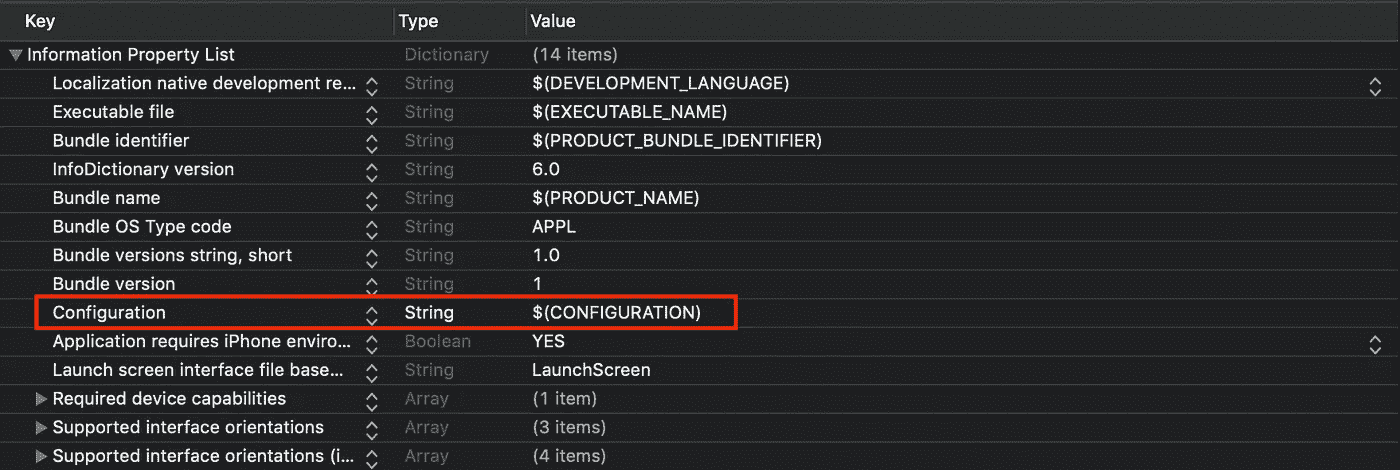 Key Type Value
Information Property List Dictionary (14 items)
Localization native development re... String $(DEVELOPMENT_LANGUAGE)
Executable file String $(EXECUTABLE_NAME)
Bundle identifier String $(PRODUCT_BUNDLE_IDENTIFIER)
InfoDictionary version String 6.0
Bundle name String $(PRODUCT_NAME)
Bundle OS Type code String APPL
Bundle versions string, short String 1.0
Bundle version String 1
Configuration String $(CONFIGURATION)
Application requires iPhone enviro... Boolean YES
Launch screen interface file base... String LaunchScreen
Required device capabilities Array (1 item)
Supported interface orientations Array (3 items)
Supported interface orientations (i... Array (4 items)